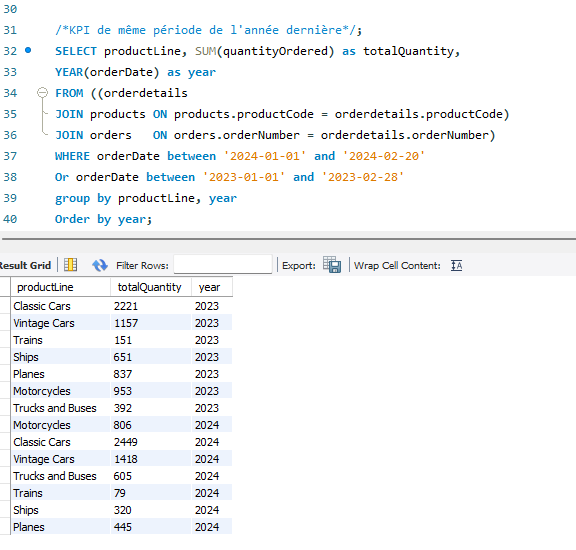 30
31 /*KPI de même période de l'année dernière*/;
32 SELECT productLine, SUM(quantityOrdered) as totalQuantity,
33 YEAR(orderDate) as year
34 FROM ((orderdetails
35 JOIN products ON products.productCode = orderdetails.productCode)
36 JOIN orders   ON orders.orderNumber = orderdetails.orderNumber)
37 WHERE orderDate between '2024-01-01' and '2024-02-20'
38 Or orderDate between '2023-01-01' and '2023-02-28'
39 group by productLine, year
40 Order by year;
Result Grid Filter Rows: Export: Wrap Cell Content: IA
productLine totalQuantity year
Classic Cars 2221 2023
Vintage Cars 1157 2023
Trains 151 2023
Ships 651 2023
Planes 837 2023
Motorcycles 953 2023
Trucks and Buses 392 2023
Motorcycles 806 2024
Classic Cars 2449 2024
Vintage Cars 1418 2024
Trucks and Buses 605 2024
Trains 79 2024
Ships 320 2024
Planes 445 2024